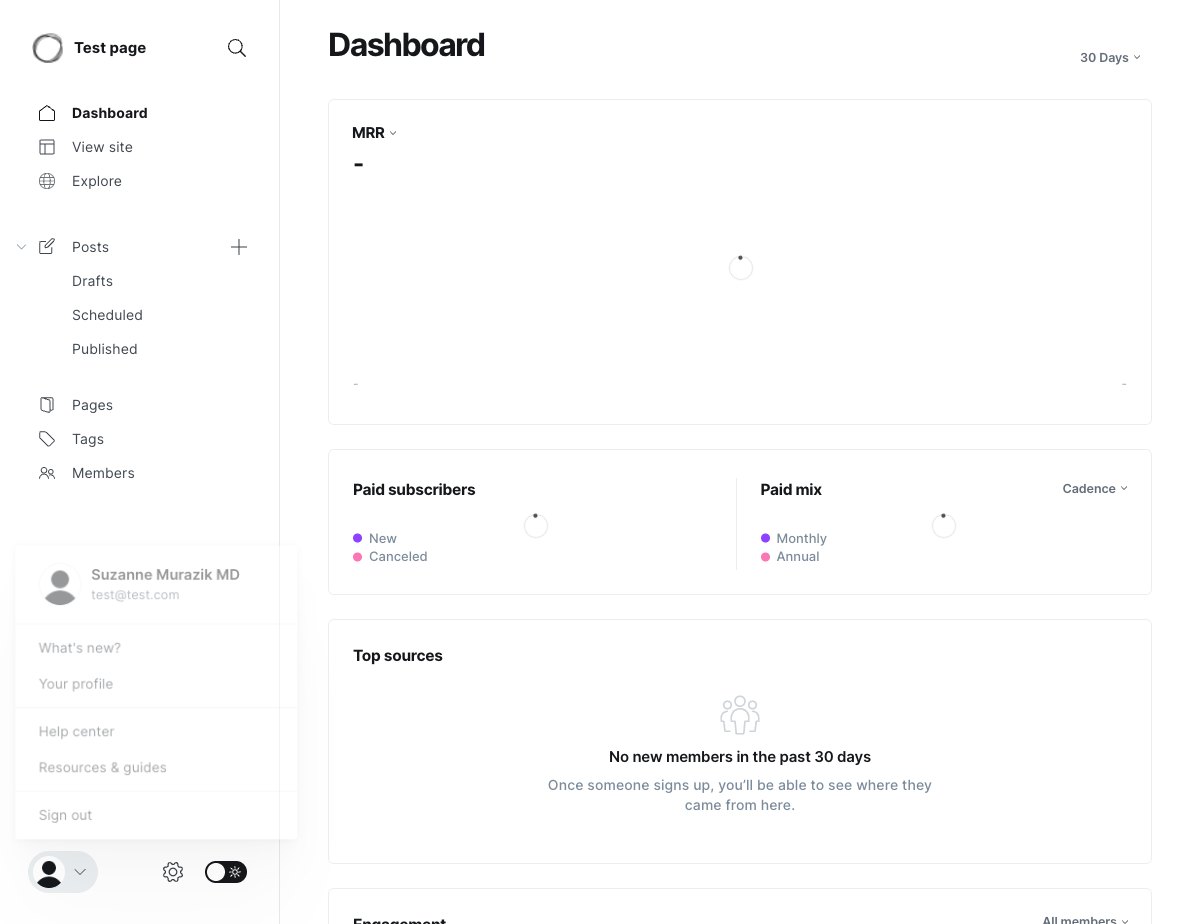 Test page
Dashboard
View site
Explore
Posts
Drafts
Scheduled
Published
Pages
Tags
Members
Suzanne Murazik MD
test@test.com
What's new?
Your profile
Help center
Resources & guides
Sign out
Dashboard
30 Days
MRR
-
- -
Paid subscribers
New
Canceled
Paid mix
Cadence
Monthly
Annual
Top sources
No new members in the past 30 days
Once someone signs up, you’ll be able to see where they
came from here.
Engagement
All members